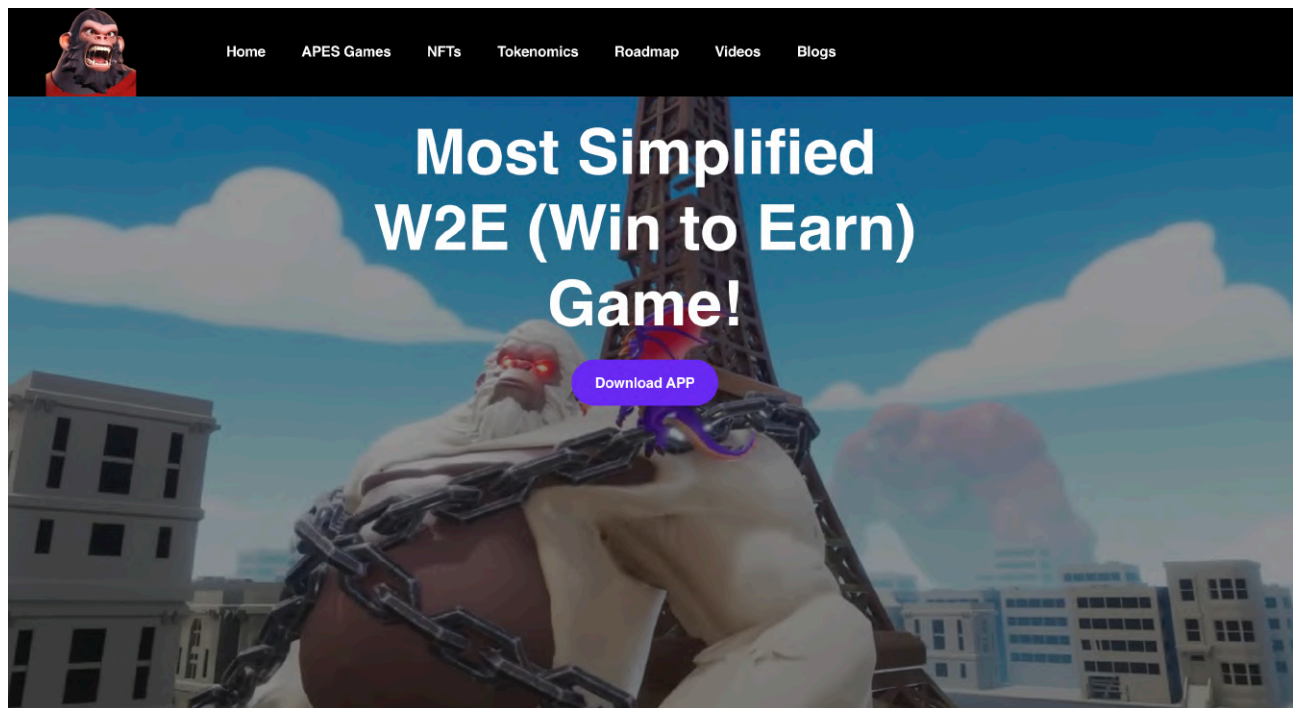 Home APES Games NFTs Tokenomics Roadmap Videos Blogs
Most Simplified
W2E (Win to Earn)
Game!
Download APP